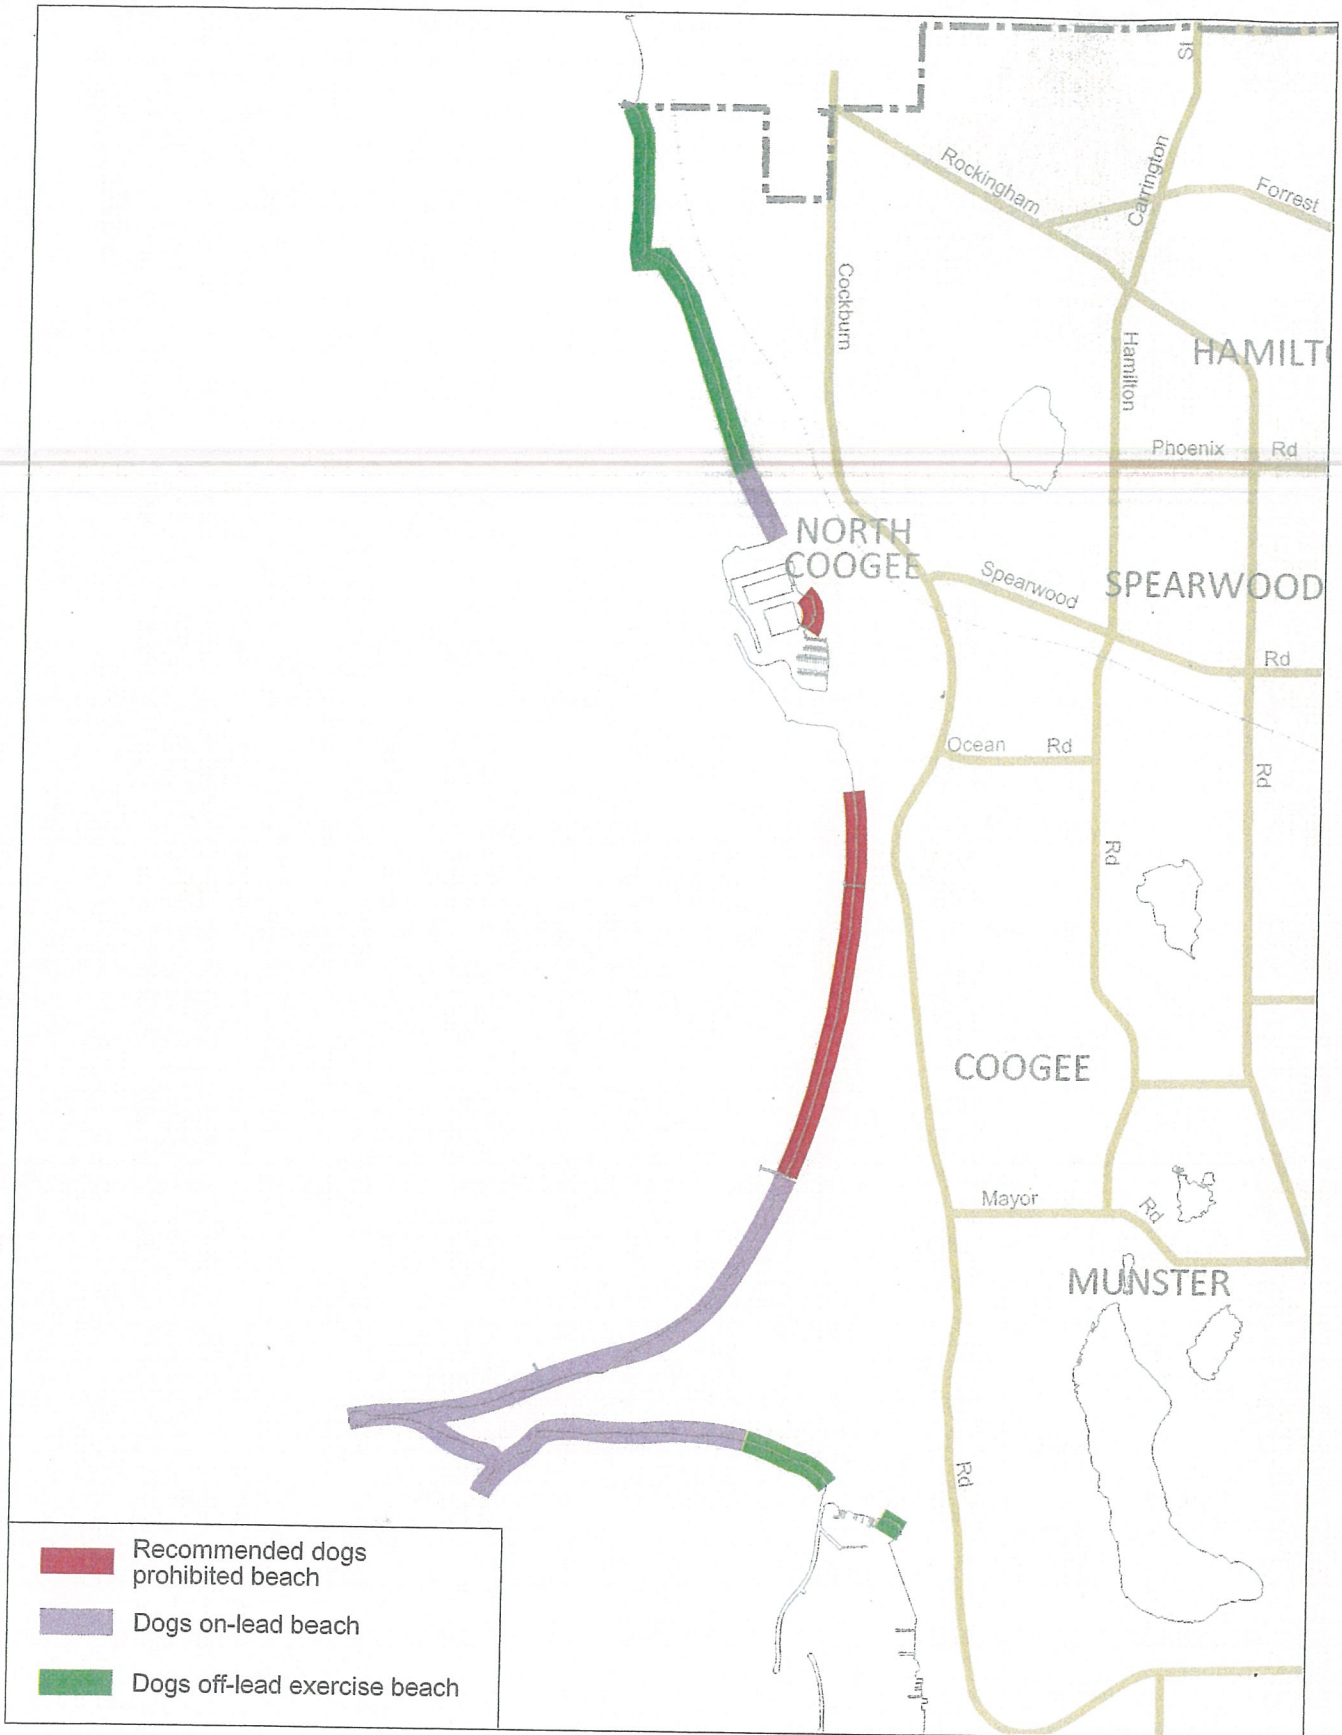 St
Rockingham
Carrington
Forrest
Cockburn
Hamilton
HAMILT
Phoenix Rd
NORTH
COOGEE
Spearwood
SPEARWOOD
Rd
Ocean Rd
Rd
Rd
COOGEE
Mayor
Rd
MUNSTER
Rd
Recommended dogs
prohibited beach
Dogs on-lead beach
Dogs off-lead exercise beach